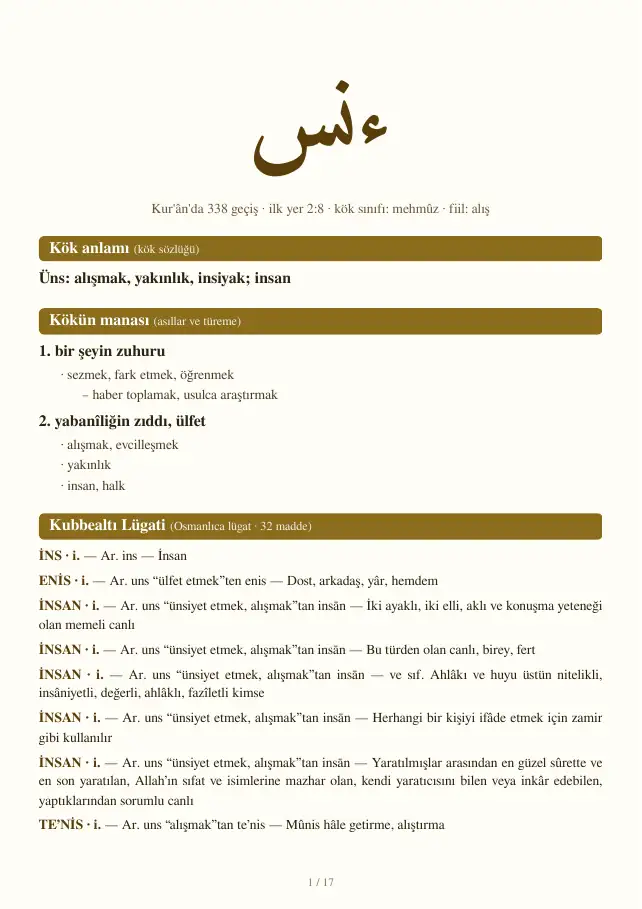 ءنس
Kur'ân'da 338 geçiş · ilk yer 2:8 · kök sınıfı: mehmûz · fiil: alış
Kök anlamı (kök sözlüğü)
Üns: alışmak, yakınlık, insiyak; insan
Kökün manası (asıllar ve türeme)
1. bir şeyin zuhuru
· sezmek, fark etmek, öğrenmek
– haber toplamak, usulca araştırmak
2. yabanîliğin zıddı, ülfet
· alışmak, evcilleşmek
· yakınlık
· insan, halk
Kubbealtı Lügati (Osmanlıca lügat · 32 madde)
İNS · i. — Ar. ins — İnsan
ENİS · i. — Ar. uns “ülfet etmek”ten enis — Dost, arkadaş, yâr, hemdem
İNSAN · i. — Ar. uns “ünsiyet etmek, alışmak”tan insān — İki ayaklı, iki elli, aklı ve konuşma yeteneği
olan memeli canlı
İNSAN · i. — Ar. uns “ünsiyet etmek, alışmak”tan insān — Bu türden olan canlı, birey, fert
İNSAN · i. — Ar. uns “ünsiyet etmek, alışmak”tan insān — ve sıf. Ahlâkı ve huyu üstün nitelikli,
insâniyetli, değerli, ahlâklı, fazîletli kimse
İNSAN · i. — Ar. uns “ünsiyet etmek, alışmak”tan insān — Herhangi bir kişiyi ifâde etmek için zamir
gibi kullanılır
İNSAN · i. — Ar. uns “ünsiyet etmek, alışmak”tan insān — Yaratılmışlar arasından en güzel sûrette ve
en son yaratılan, Allah’ın sıfat ve isimlerine mazhar olan, kendi yaratıcısını bilen veya inkâr edebilen,
yaptıklarından sorumlu canlı
TE’NİS · i. — Ar. uns “alışmak”tan te’nis — Mûnis hâle getirme, alıştırma
1 / 17